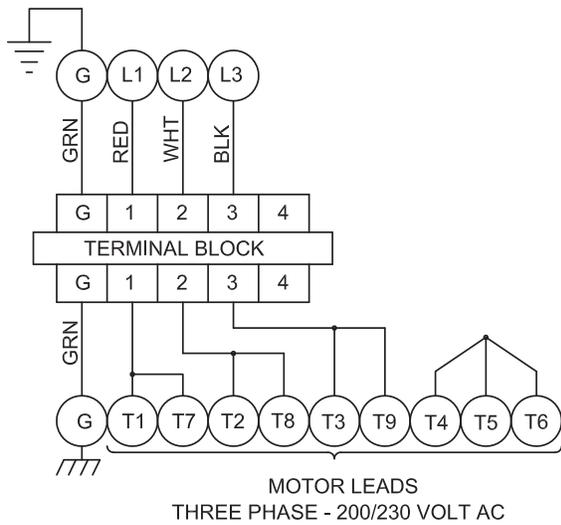 G L1 L2 L3
GRN RED WHT BLK
G 1 2 3 4
TERMINAL BLOCK
G 1 2 3 4
GRN
G T1 T7 T2 T8 T3 T9 T4 T5 T6
MOTOR LEADS
THREE PHASE - 200/230 VOLT AC